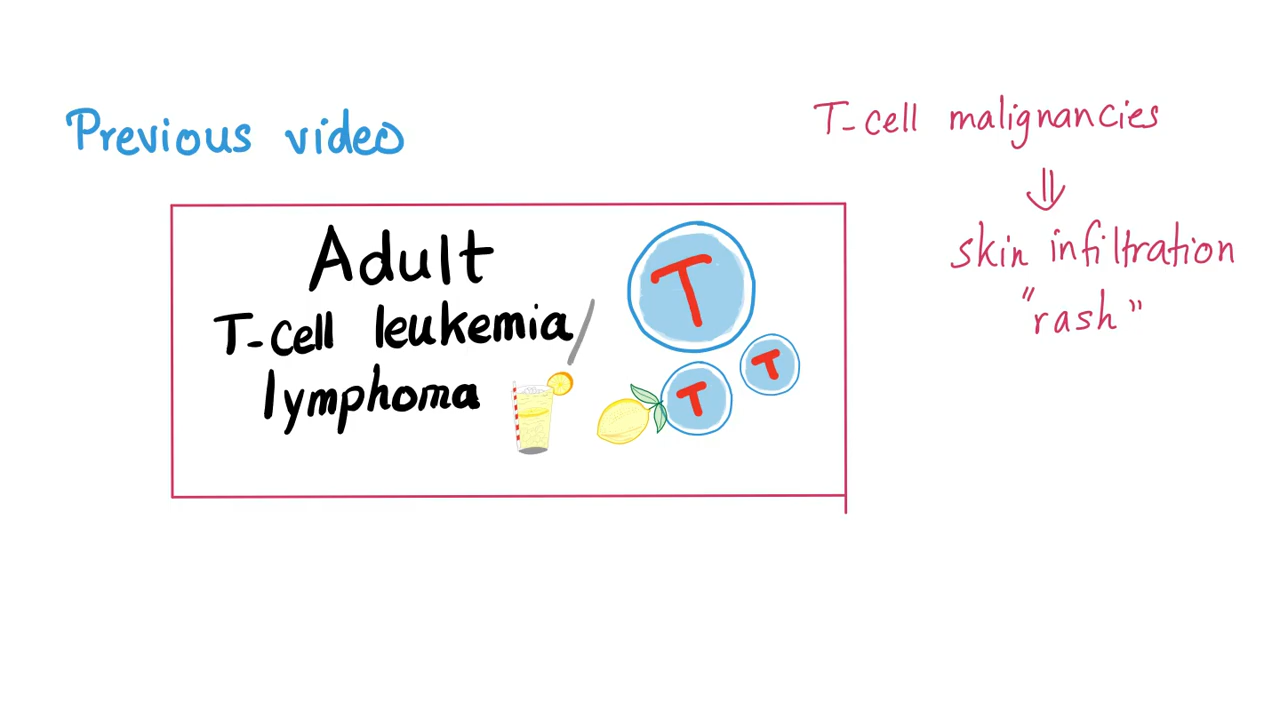 Previous video
Adult
T-cell leukemia/
lymphoma
T
T
T
T-cell malignancies
⇓
skin infiltration
"rash"